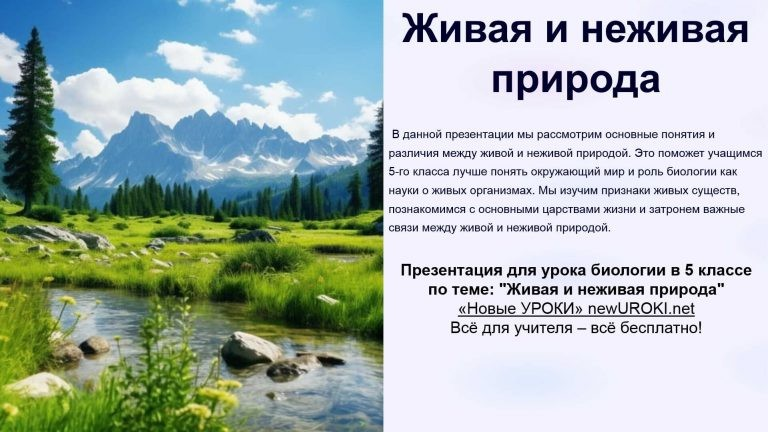 Живая и неживая
природа
В данной презентации мы рассмотрим основные понятия и
различия между живой и неживой природой. Это поможет учащимся
5-го класса лучше понять окружающий мир и роль биологии как
науки о живых организмах. Мы изучим признаки живых существ,
познакомимся с основными царствами жизни и затронем важные
связи между живой и неживой природой.
Презентация для урока биологии в 5 классе
по теме: "Живая и неживая природа"
«Новые УРОКИ» newUROKI.net
Всё для учителя – всё бесплатно!